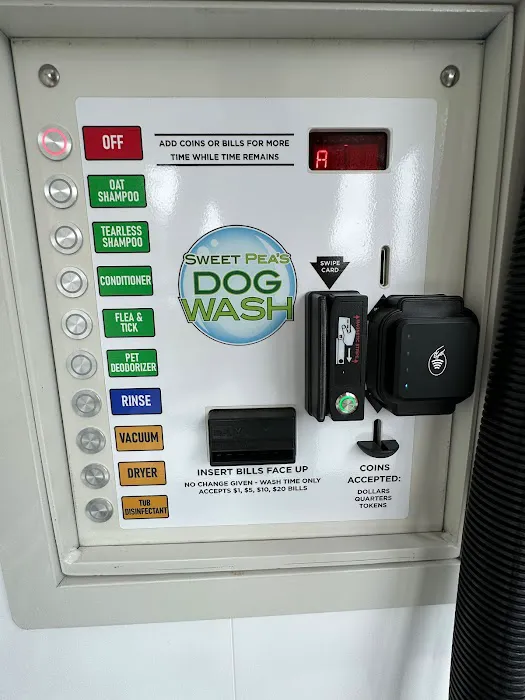 OFF
ADD COINS OR BILLS FOR MORE
TIME WHILE TIME REMAINS
A
OAT
SHAMPOO
TEARLESS
SHAMPOO
CONDITIONER
FLEA &
TICK
PET
DEODORIZER
RINSE
VACUUM
DRYER
TUB
DISINFECTANT
SWEET PEA'S
DOG
WASH
SWIPE
CARD
INSERT BILLS FACE UP
NO CHANGE GIVEN - WASH TIME ONLY
ACCEPTS $1, $5, $10, $20 BILLS
COINS
ACCEPTED:
DOLLARS
QUARTERS
TOKENS